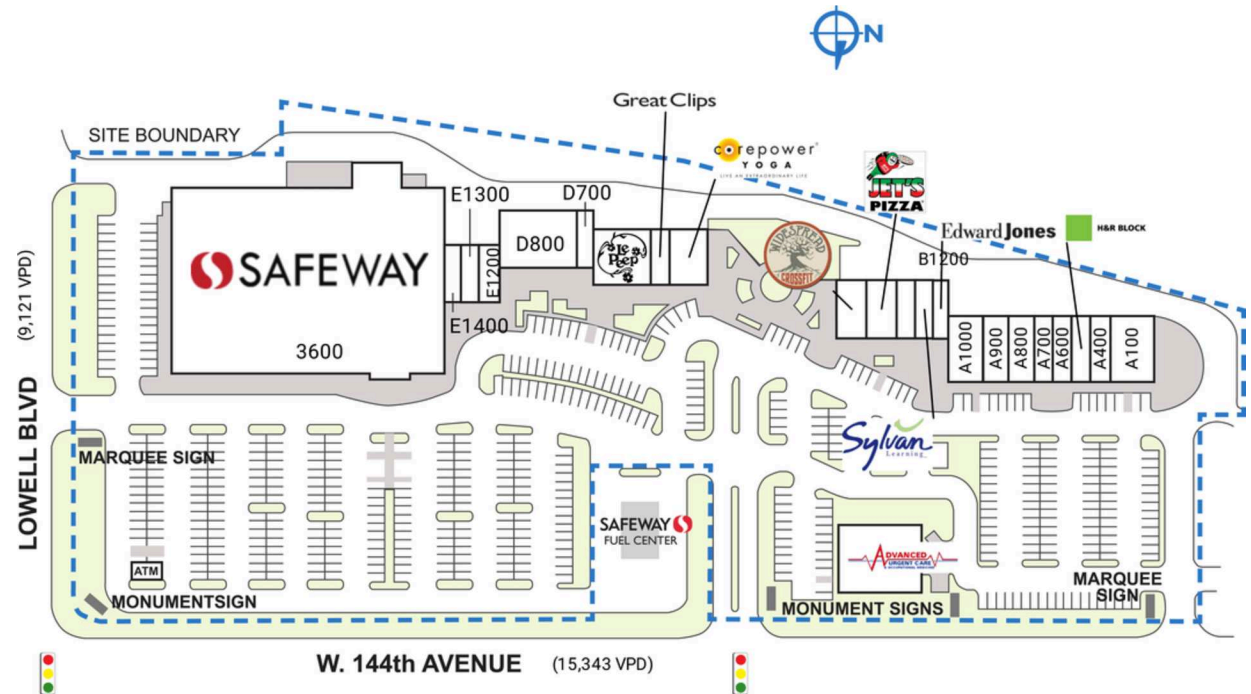 N
Great Clips
SITE BOUNDARY
corepower
YOGA
LIVE AN EXTRAORDINARY LIFE
JET'S
PIZZA
E1300
D700
Edward Jones
H&R BLOCK
D800
Le
Peep
WIDESPREAD
CROSSFIT
B1200
SAFEWAY
E1200
E1400
3600
A1000
A900
A800
A700
A600
A400
A100
(9,121 VPD)
LOWELL BLVD
Sylvan
Learning
MARQUEE SIGN
SAFEWAY
FUEL CENTER
ADVANCED
URGENT CARE
ATM
MARQUEE
SIGN
MONUMENTSIGN
MONUMENT SIGNS
W. 144th AVENUE
(15,343 VPD)